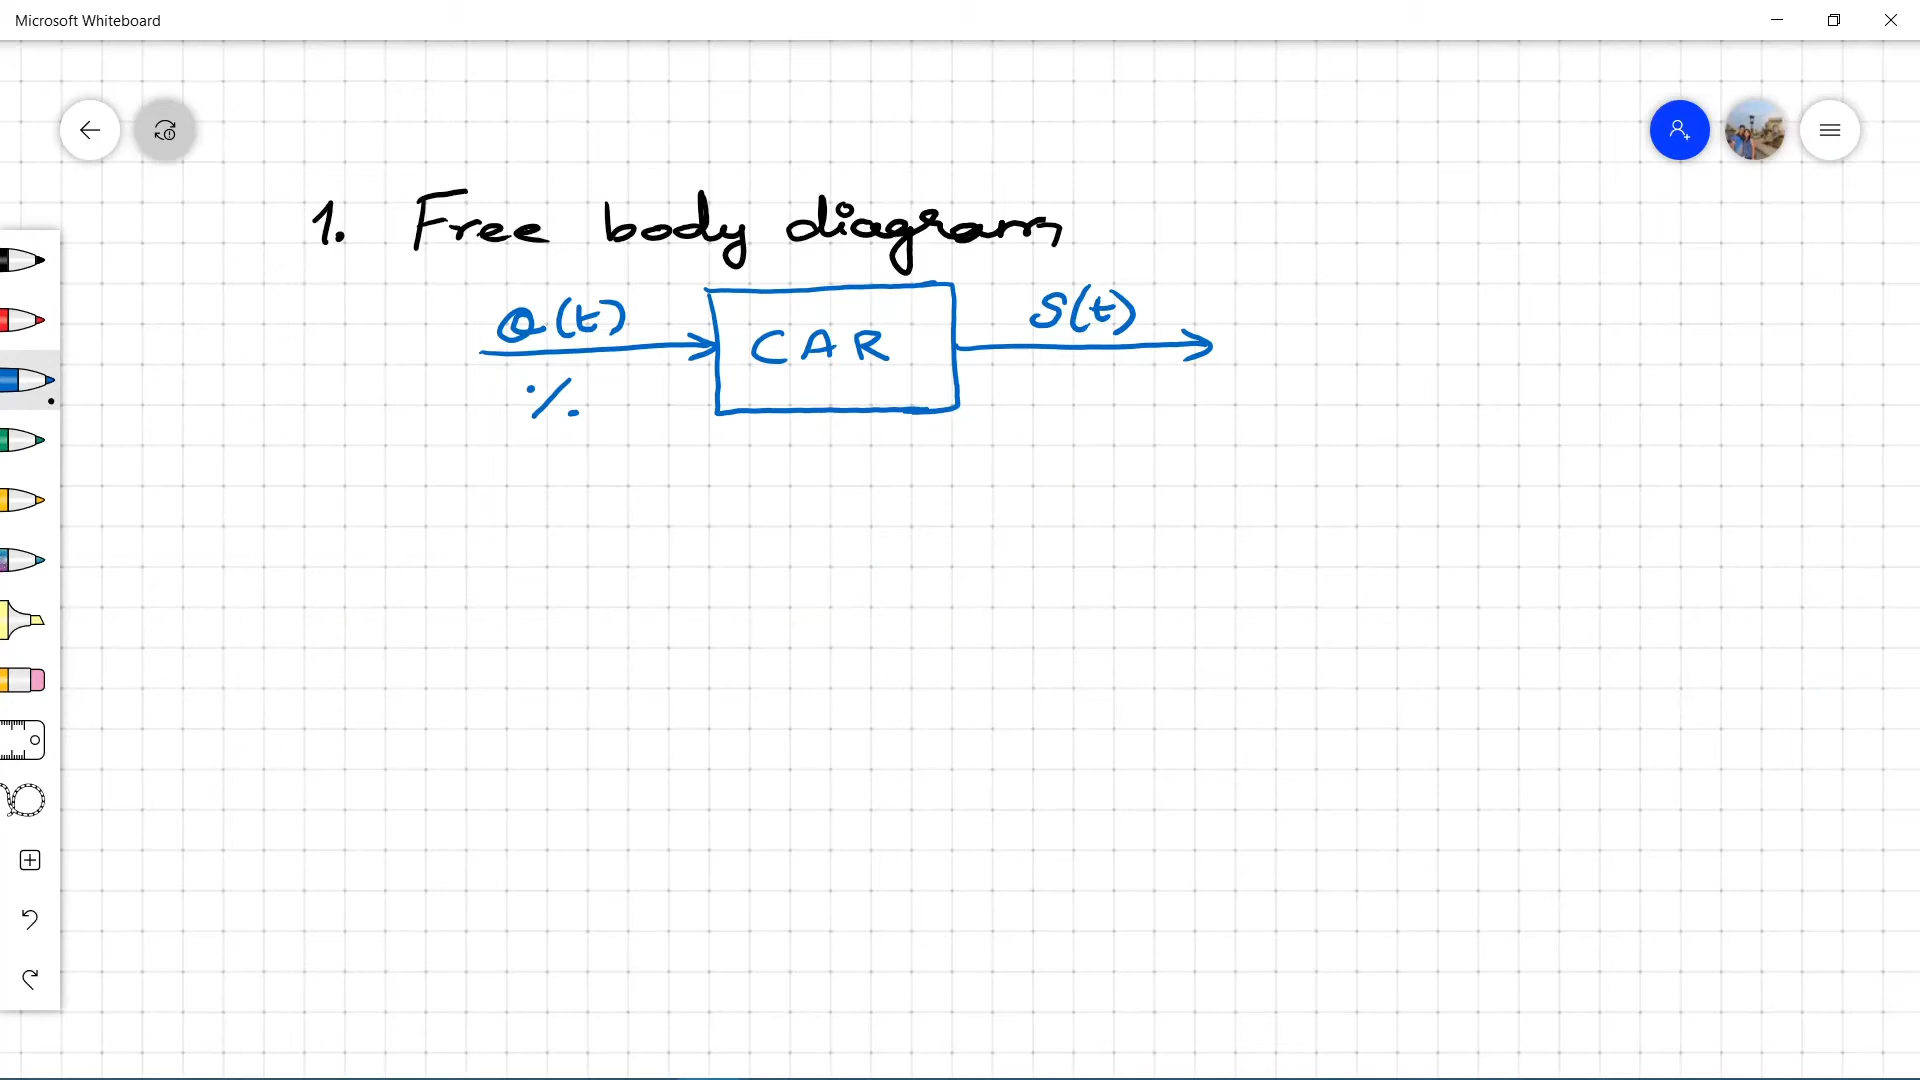 Microsoft Whiteboard
1. Free body diagram
Θ(t)
CAR
S(t)
%